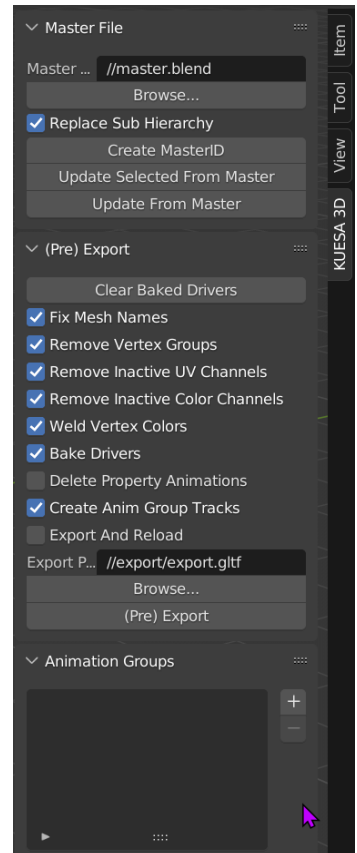 Master File
Master ... //master.blend
Browse...
Replace Sub Hierarchy
Create MasterID
Update Selected From Master
Update From Master
(Pre) Export
Clear Baked Drivers
Fix Mesh Names
Remove Vertex Groups
Remove Inactive UV Channels
Remove Inactive Color Channels
Weld Vertex Colors
Bake Drivers
Delete Property Animations
Create Anim Group Tracks
Export And Reload
Export P... //export/export.gltf
Browse...
(Pre) Export
Animation Groups
Item
Tool
View
KUESA 3D